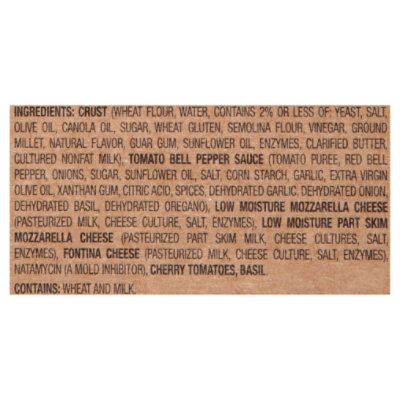 INGREDIENTS: CRUST (WHEAT FLOUR, WATER, CONTAINS 2% OR LESS OF: YEAST, SALT,
OLIVE OIL, CANOLA OIL, SUGAR, WHEAT GLUTEN, SEMOLINA FLOUR, VINEGAR, GROUND
MILLET, NATURAL FLAVOR, GUAR GUM, SUNFLOWER OIL, ENZYMES, CLARIFIED BUTTER,
CULTURED NONFAT MILK), TOMATO BELL PEPPER SAUCE (TOMATO PUREE, RED BELL
PEPPER, ONIONS, SUGAR, SUNFLOWER OIL, SALT, CORN STARCH, GARLIC, EXTRA VIRGIN
OLIVE OIL, XANTHAN GUM, CITRIC ACID, SPICES, DEHYDRATED GARLIC, DEHYDRATED ONION,
DEHYDRATED BASIL, DEHYDRATED OREGANO), LOW MOISTURE MOZZARELLA CHEESE
(PASTEURIZED MILK, CHEESE CULTURE, SALT, ENZYMES), LOW MOISTURE PART SKIM
MOZZARELLA CHEESE (PASTEURIZED PART SKIM MILK, CHEESE CULTURES, SALT,
ENZYMES), FONTINA CHEESE (PASTEURIZED MILK, CHEESE CULTURE, SALT, ENZYMES),
NATAMYCIN (A MOLD INHIBITOR), CHERRY TOMATOES, BASIL.
CONTAINS: WHEAT AND MILK.